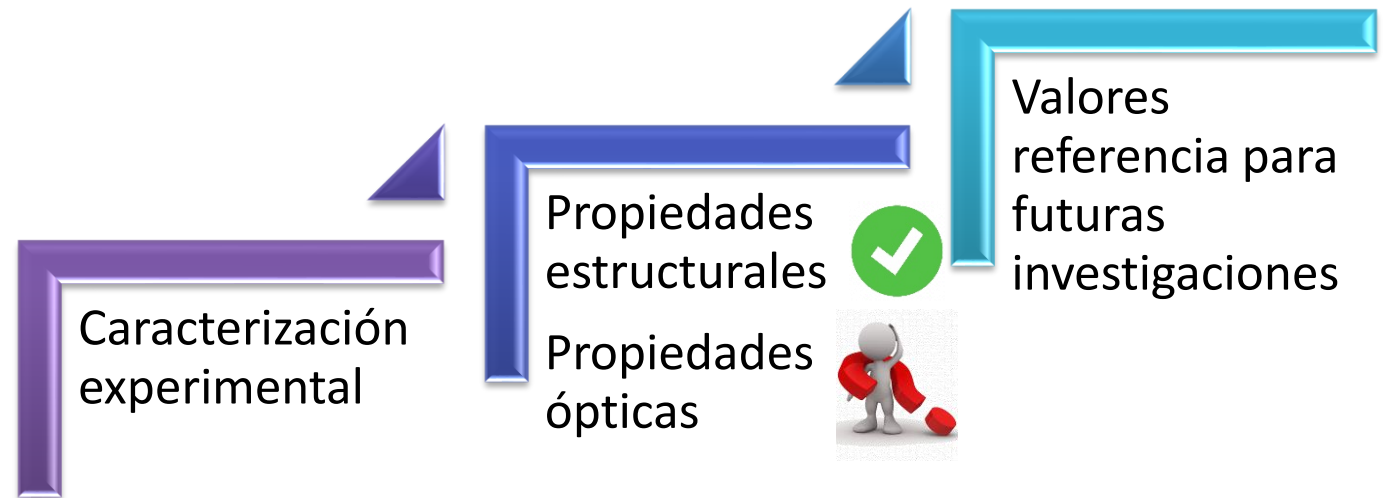 Caracterización
experimental
Propiedades
estructurales
Propiedades
ópticas
Valores
referencia para
futuras
investigaciones